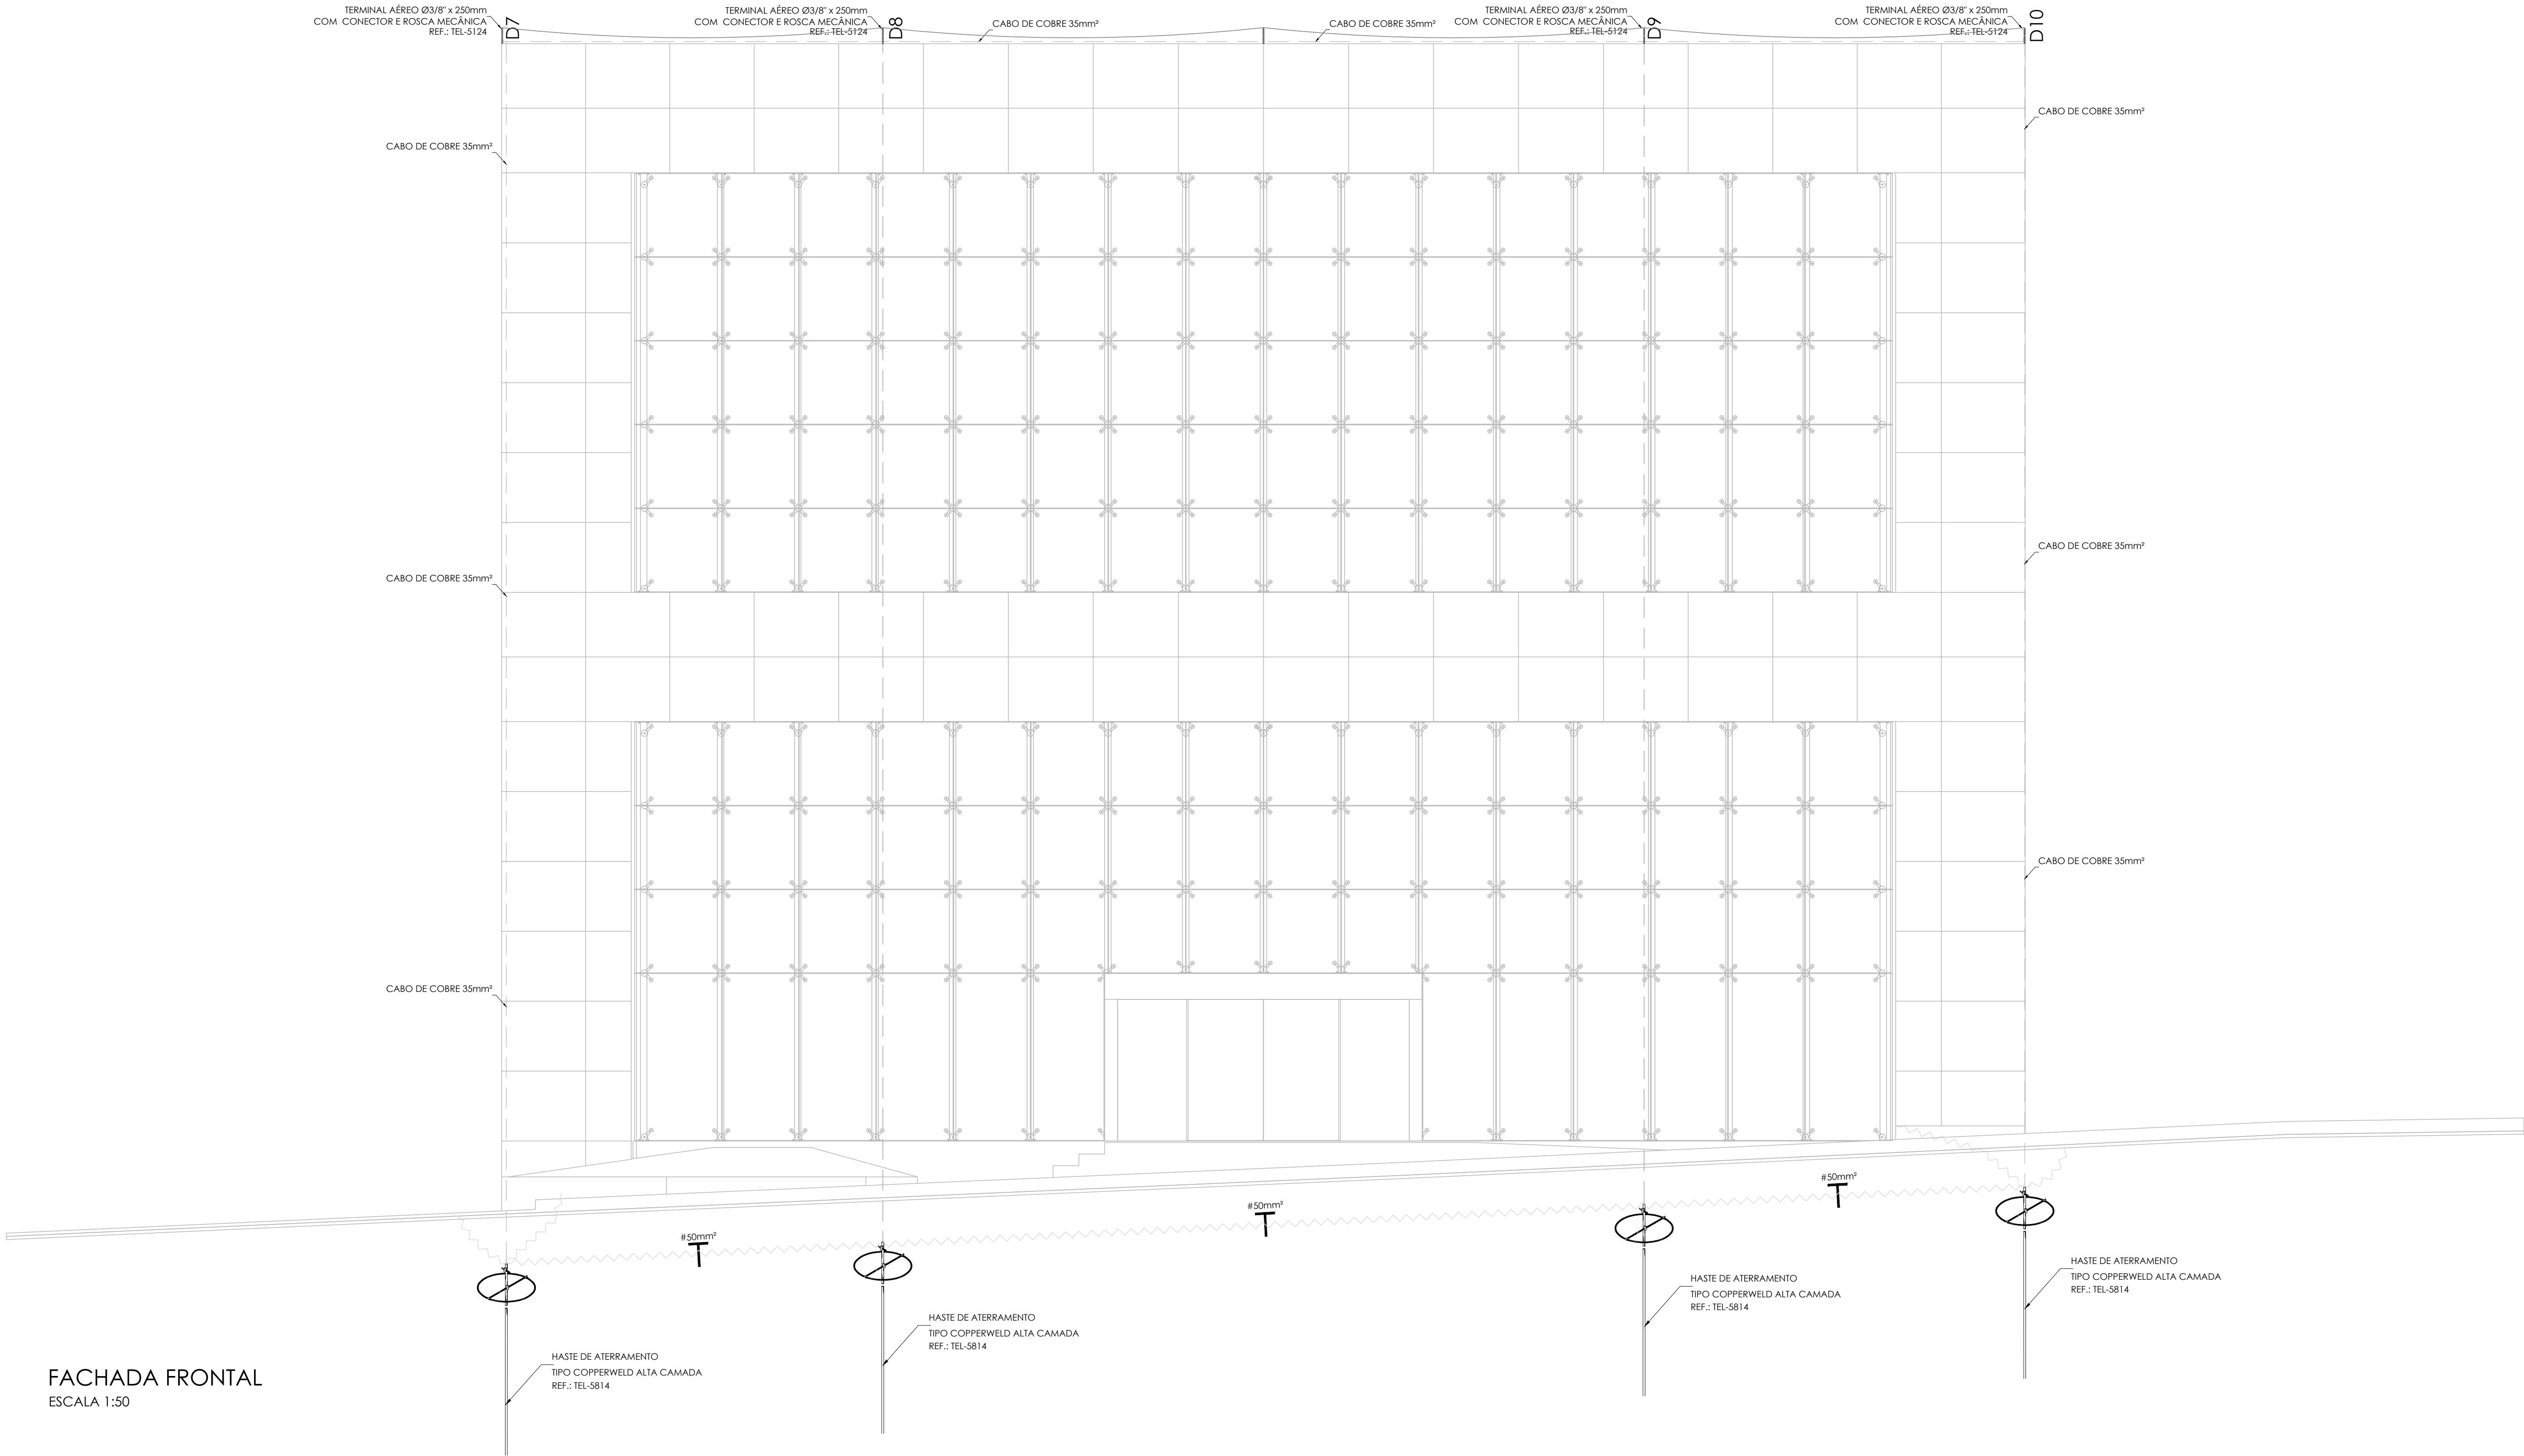 TERMINAL AÉREO Ø3/8" x 250mm
COM CONECTOR E ROSCA MECÂNICA
REF.: TEL-5124
D7
TERMINAL AÉREO Ø3/8" x 250mm
COM CONECTOR E ROSCA MECÂNICA
REF.: TEL-5124
D8
CABO DE COBRE 35mm²
CABO DE COBRE 35mm²
TERMINAL AÉREO Ø3/8" x 250mm
COM CONECTOR E ROSCA MECÂNICA
REF.: TEL-5124
D9
TERMINAL AÉREO Ø3/8" x 250mm
COM CONECTOR E ROSCA MECÂNICA
REF.: TEL-5124
D10
CABO DE COBRE 35mm²
CABO DE COBRE 35mm²
CABO DE COBRE 35mm²
CABO DE COBRE 35mm²
CABO DE COBRE 35mm²
CABO DE COBRE 35mm²
#50mm²
#50mm²
#50mm²
HASTE DE ATERRAMENTO
TIPO COPPERWELD ALTA CAMADA
REF.: TEL-5814
HASTE DE ATERRAMENTO
TIPO COPPERWELD ALTA CAMADA
REF.: TEL-5814
HASTE DE ATERRAMENTO
TIPO COPPERWELD ALTA CAMADA
REF.: TEL-5814
HASTE DE ATERRAMENTO
TIPO COPPERWELD ALTA CAMADA
REF.: TEL-5814
FACHADA FRONTAL
ESCALA 1:50